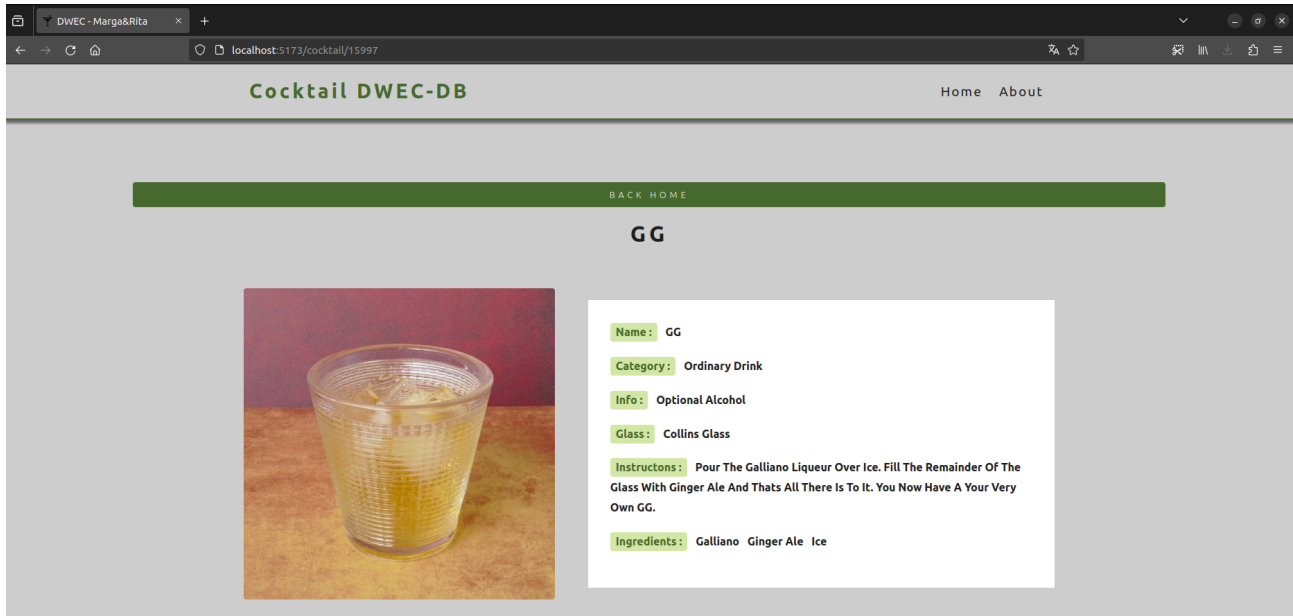 DWEC - Marga&Rita
localhost:5173/cocktail/15997
Cocktail DWEC-DB
Home About
BACK HOME
GG
Name : GG
Category : Ordinary Drink
Info : Optional Alcohol
Glass : Collins Glass
Instructons : Pour The Galliano Liqueur Over Ice. Fill The Remainder Of The
Glass With Ginger Ale And Thats All There Is To It. You Now Have A Your Very
Own GG.
Ingredients : Galliano Ginger Ale Ice